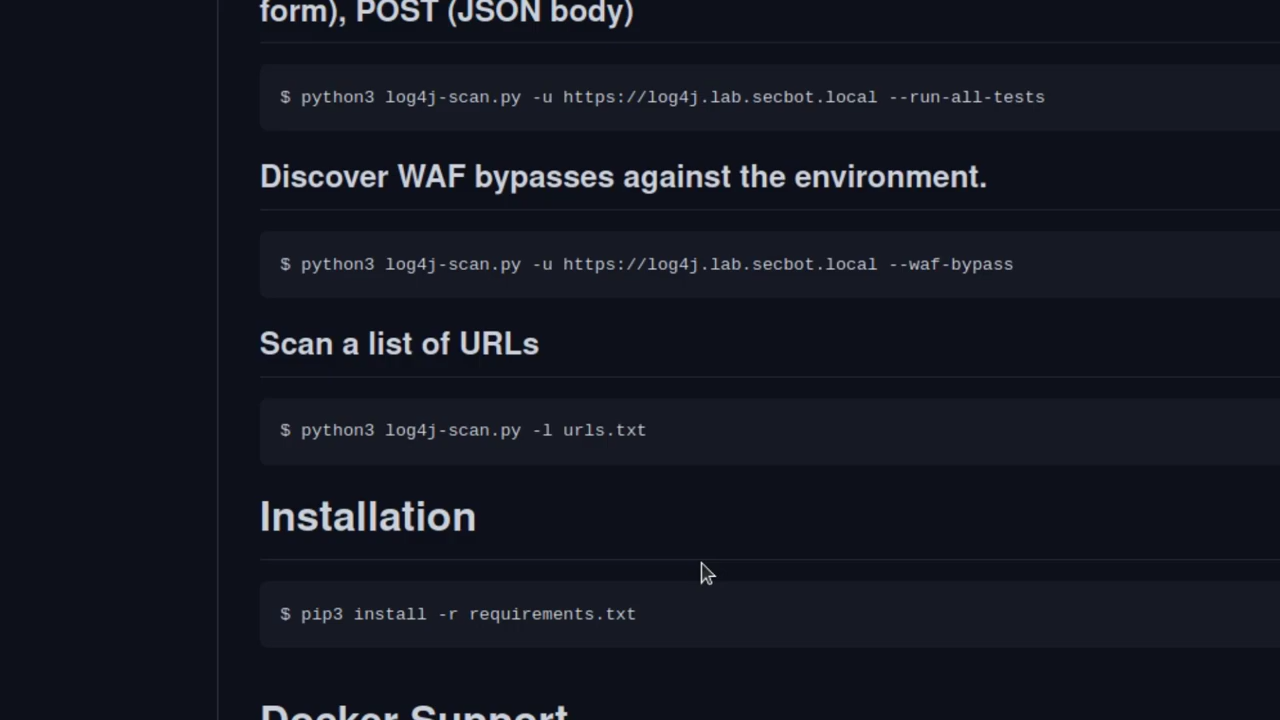 form), POST (JSON body)
$ python3 log4j-scan.py -u https://log4j.lab.secbot.local --run-all-tests
Discover WAF bypasses against the environment.
$ python3 log4j-scan.py -u https://log4j.lab.secbot.local --waf-bypass
Scan a list of URLs
$ python3 log4j-scan.py -l urls.txt
Installation
$ pip3 install -r requirements.txt
Docker Support